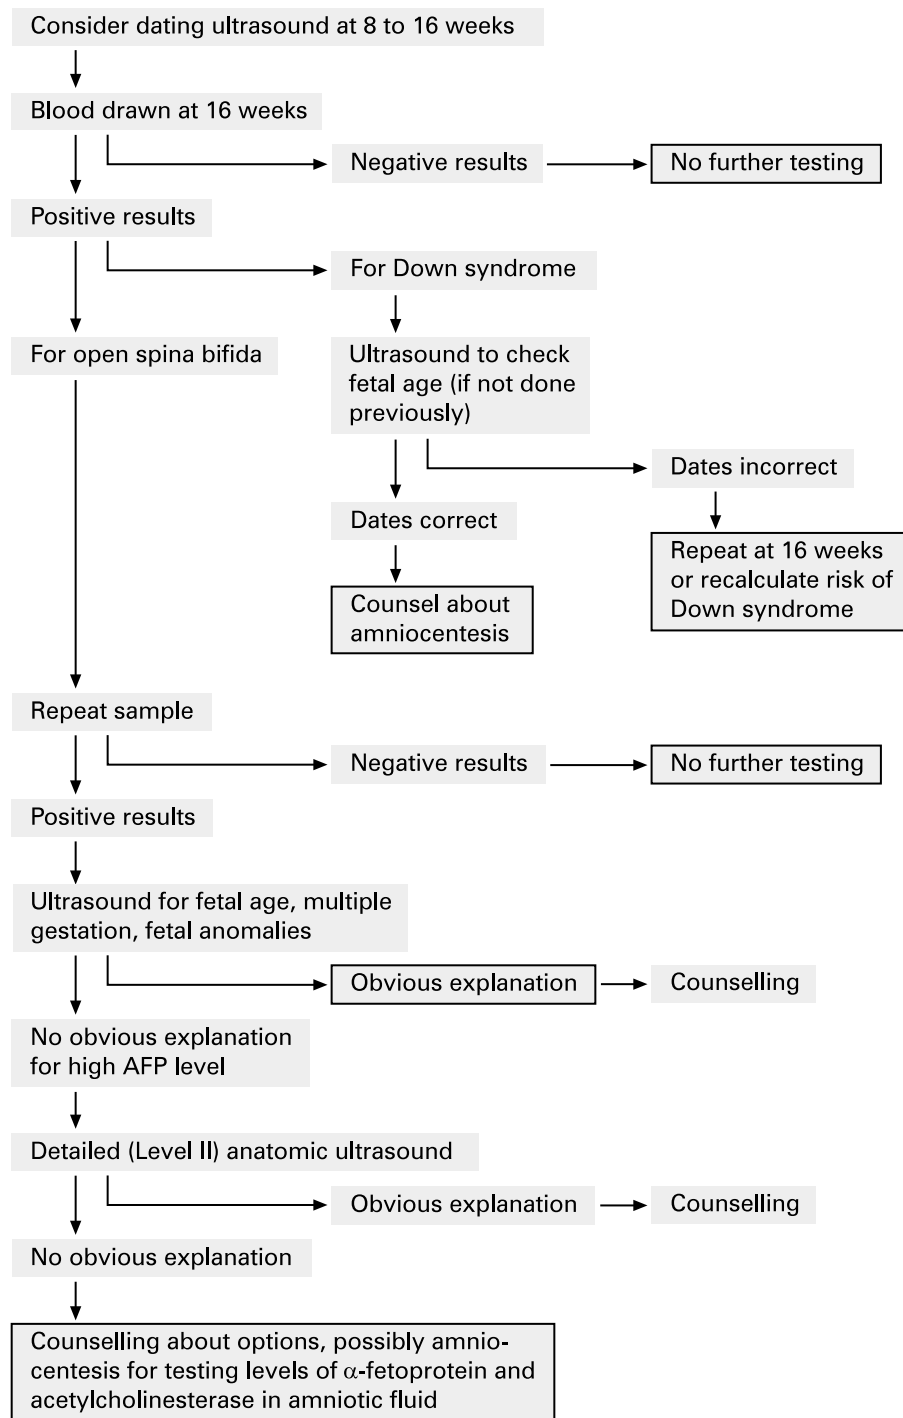 Consider dating ultrasound at 8 to 16 weeks
Blood drawn at 16 weeks
Negative results
No further testing
Positive results
For Down syndrome
For open spina bifida
Ultrasound to check
fetal age (if not done
previously)
Dates incorrect
Dates correct
Repeat at 16 weeks
or recalculate risk of
Down syndrome
Counsel about
amniocentesis
Repeat sample
Negative results
No further testing
Positive results
Ultrasound for fetal age, multiple
gestation, fetal anomalies
Obvious explanation
Counselling
No obvious explanation
for high AFP level
Detailed (Level II) anatomic ultrasound
Obvious explanation
Counselling
No obvious explanation
Counselling about options, possibly amnio-
centesis for testing levels of α-fetoprotein and
acetylcholinesterase in amniotic fluid